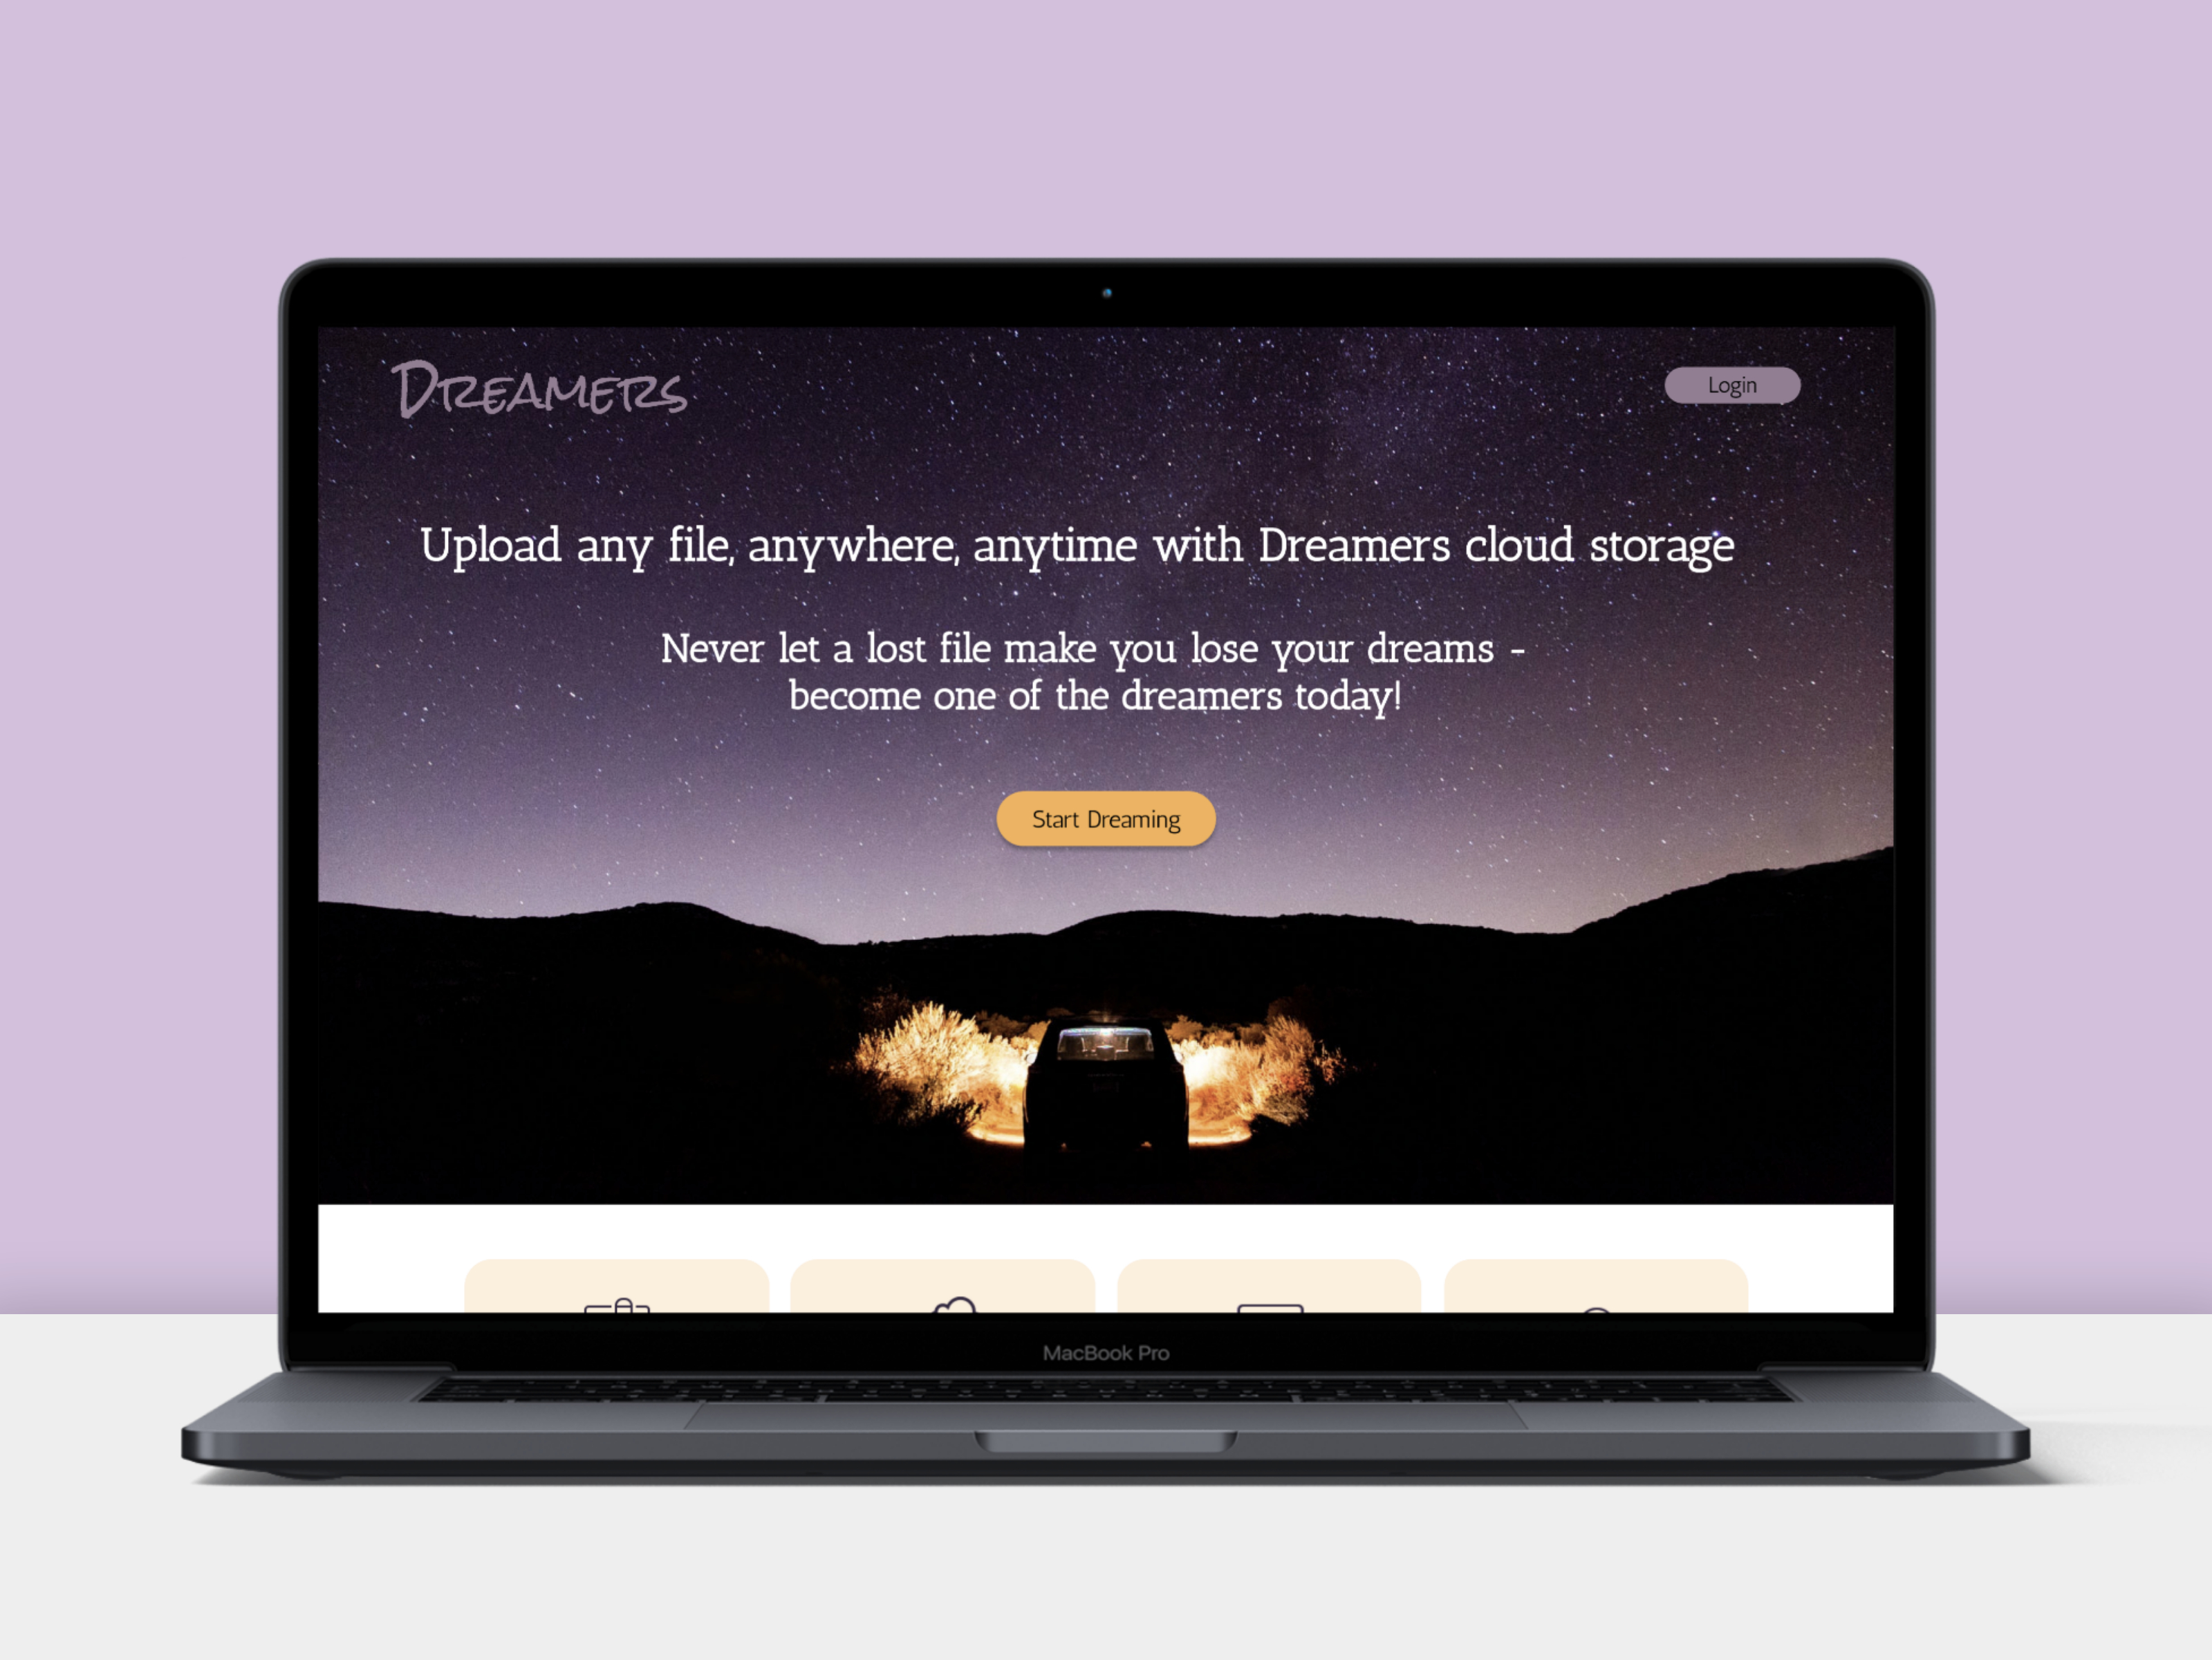 Dreamers
Login
Upload any file, anywhere, anytime with Dreamers cloud storage
Never let a lost file make you lose your dreams -
become one of the dreamers today!
Start Dreaming
MacBook Pro